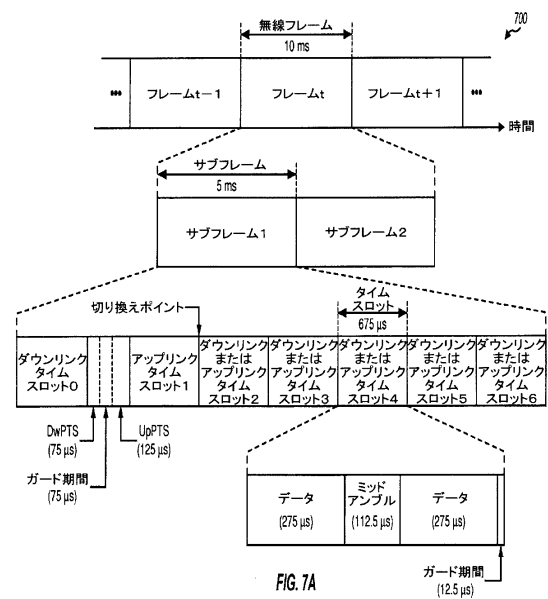 700
無線フレーム
10 ms
••• フレームt−1 フレームt フレームt+1 •••
時間
サブフレーム
5 ms
サブフレーム1 サブフレーム2
切り換えポイント
タイム
スロット
675 μs
ダウンリンク
タイム
スロット0
アップリンク
タイム
スロット1
ダウンリンク
または
アップリンク
タイム
スロット2
ダウンリンク
または
アップリンク
タイム
スロット3
ダウンリンク
または
アップリンク
タイム
スロット4
ダウンリンク
または
アップリンク
タイム
スロット5
ダウンリンク
または
アップリンク
タイム
スロット6
DwPTS
(75 μs)
ガード期間
(75 μs)
UpPTS
(125 μs)
データ
(275 μs)
ミッド
アンブル
(112.5 μs)
データ
(275 μs)
ガード期間
(12.5 μs)
FIG. 7A